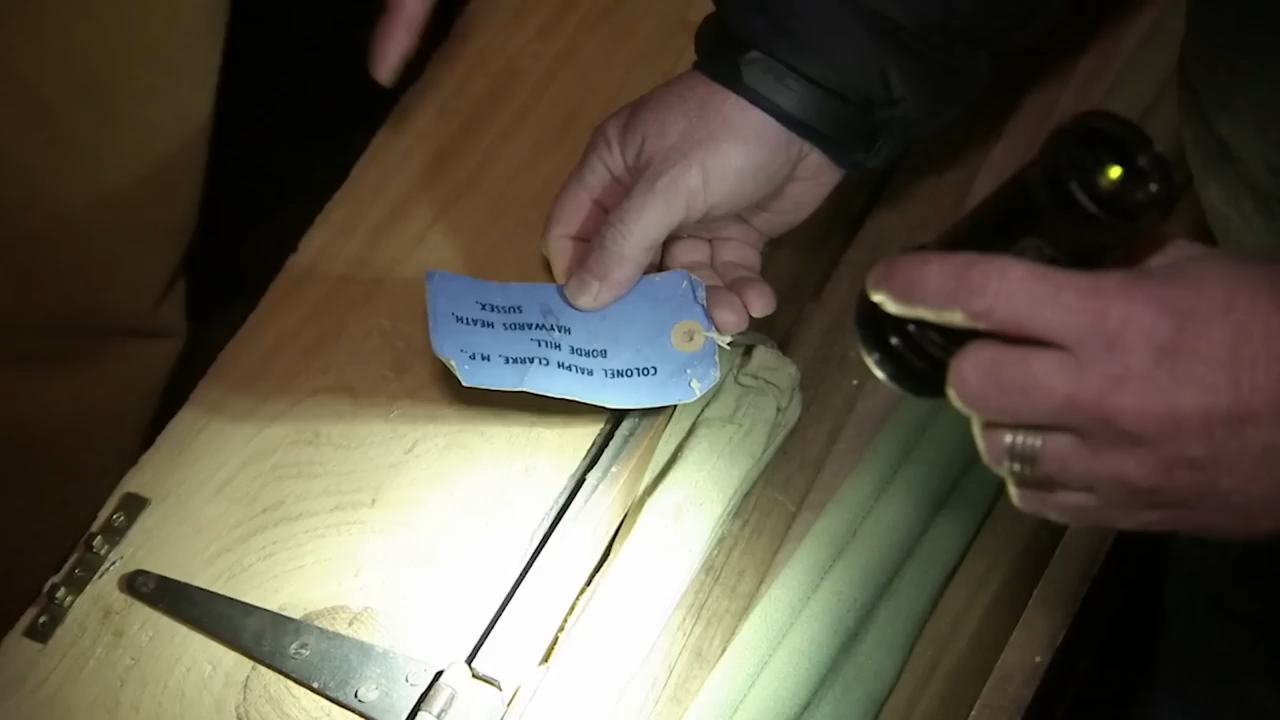 COLONEL RALPH CLARKE. M.P.,
BORDE HILL.
HAYWARDS HEATH,
SUSSEX.